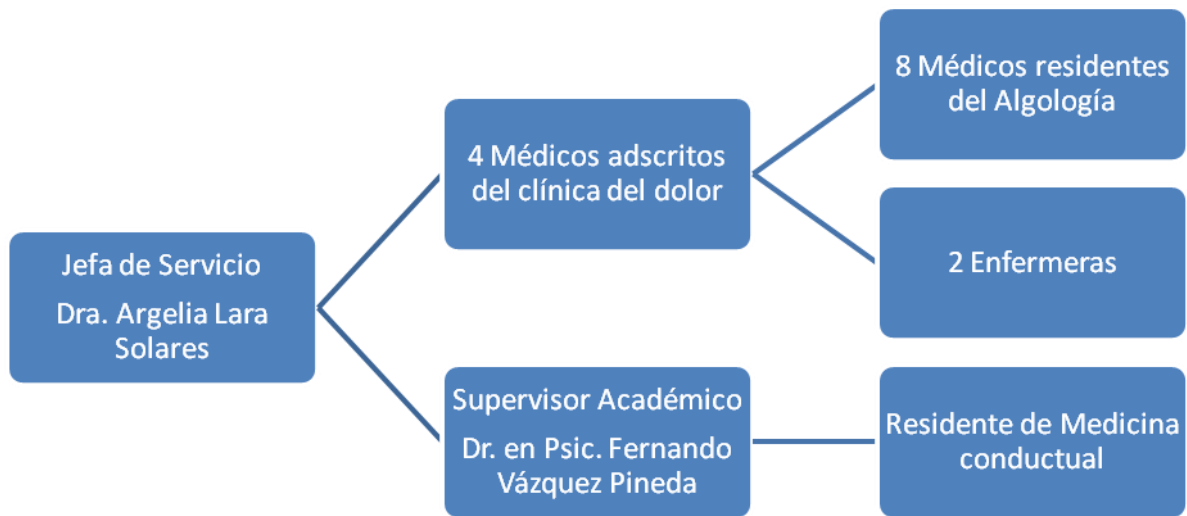 Jefa de Servicio
Dra. Argelia Lara
Solares
4 Médicos adscritos
del clínica del dolor
8 Médicos residentes
del Algología
2 Enfermeras
Supervisor Académico
Dr. en Psic. Fernando
Vázquez Pineda
Residente de Medicina
conductual